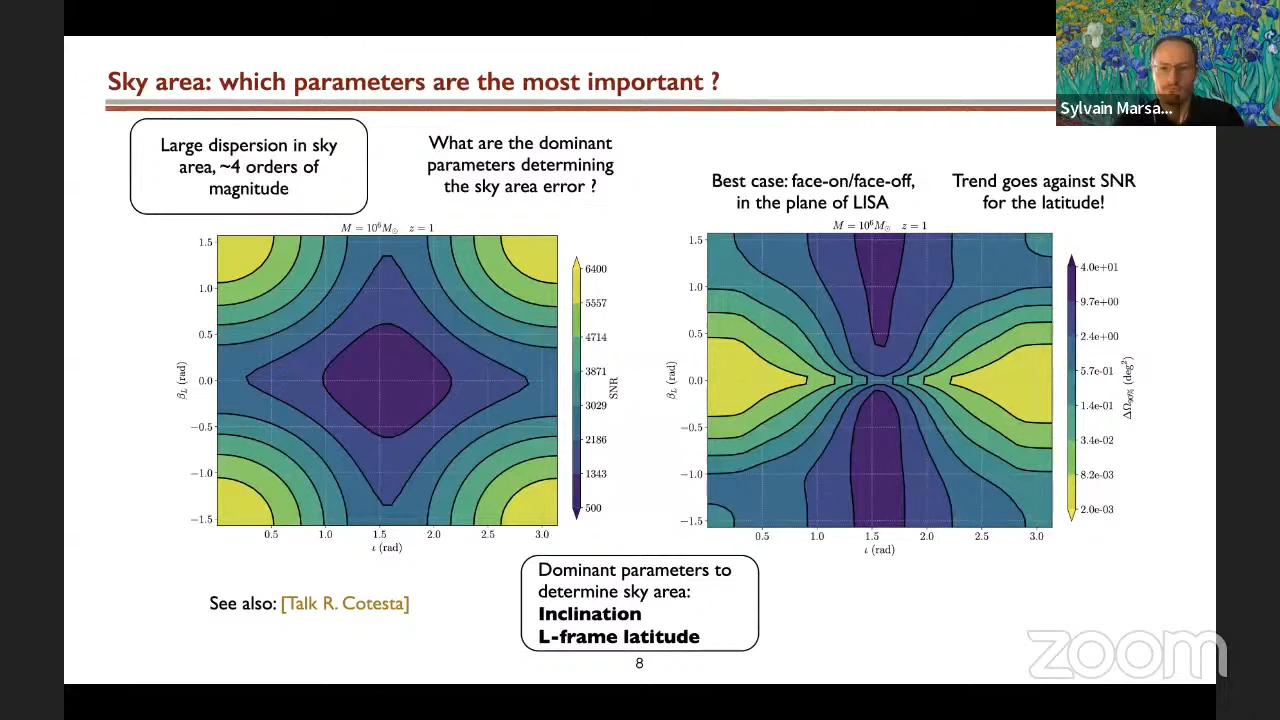 Sky area: which parameters are the most important ?
Sylvain Marsa...
Large dispersion in sky
area, ~4 orders of
magnitude
What are the dominant
parameters determining
the sky area error ?
Best case: face-on/face-off,
in the plane of LISA
Trend goes against SNR
for the latitude!
M = 10⁶M⊙ z = 1
1.5
1.0
0.5
0.0
−0.5
−1.0
−1.5
β_L (rad)
0.5 1.0 1.5 2.0 2.5 3.0
ι (rad)
6400
5557
4714
3871
3029
2186
1343
500
SNR
M = 10⁶M⊙ z = 1
1.5
1.0
0.5
0.0
−0.5
−1.0
−1.5
β_L (rad)
0.5 1.0 1.5 2.0 2.5 3.0
ι (rad)
4.0e+01
9.7e+00
2.4e+00
5.7e-01
1.4e-01
3.4e-02
8.2e-03
2.0e-03
ΔΩ90% (deg²)
See also: [Talk R. Cotesta]
Dominant parameters to
determine sky area:
Inclination
L-frame latitude
8
zoom